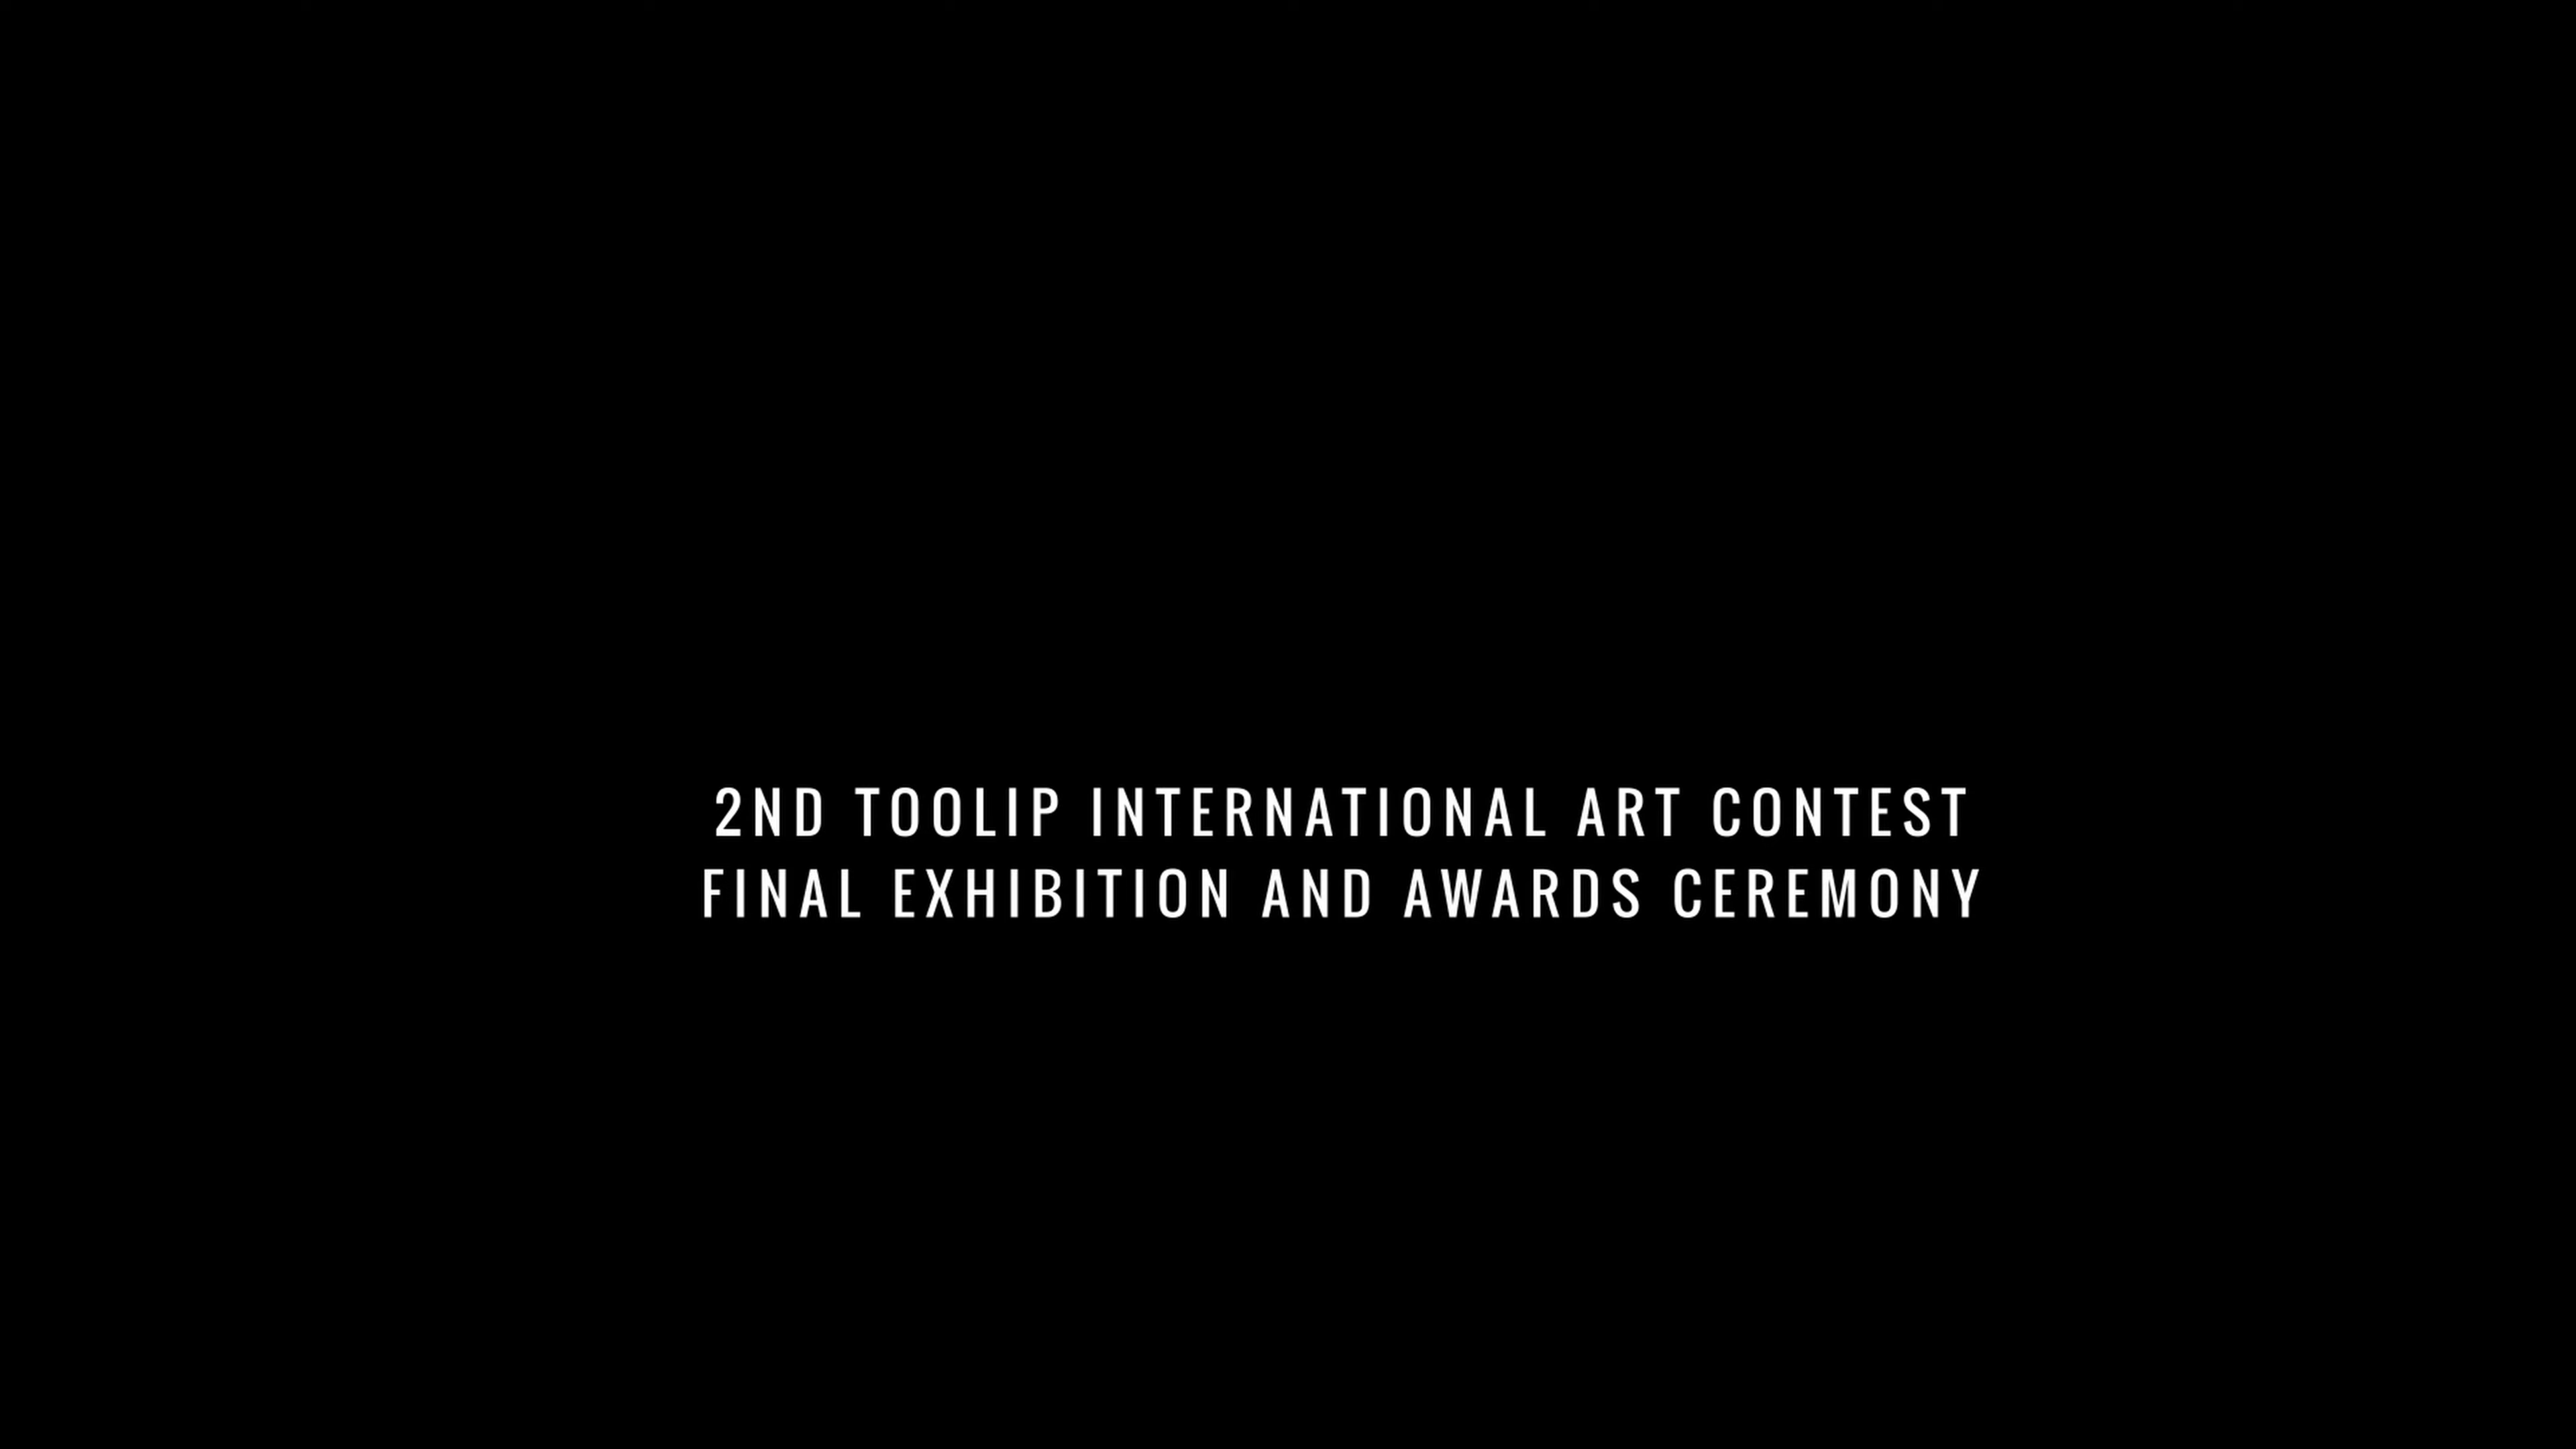 2ND TOOLIP INTERNATIONAL ART CONTEST
FINAL EXHIBITION AND AWARDS CEREMONY